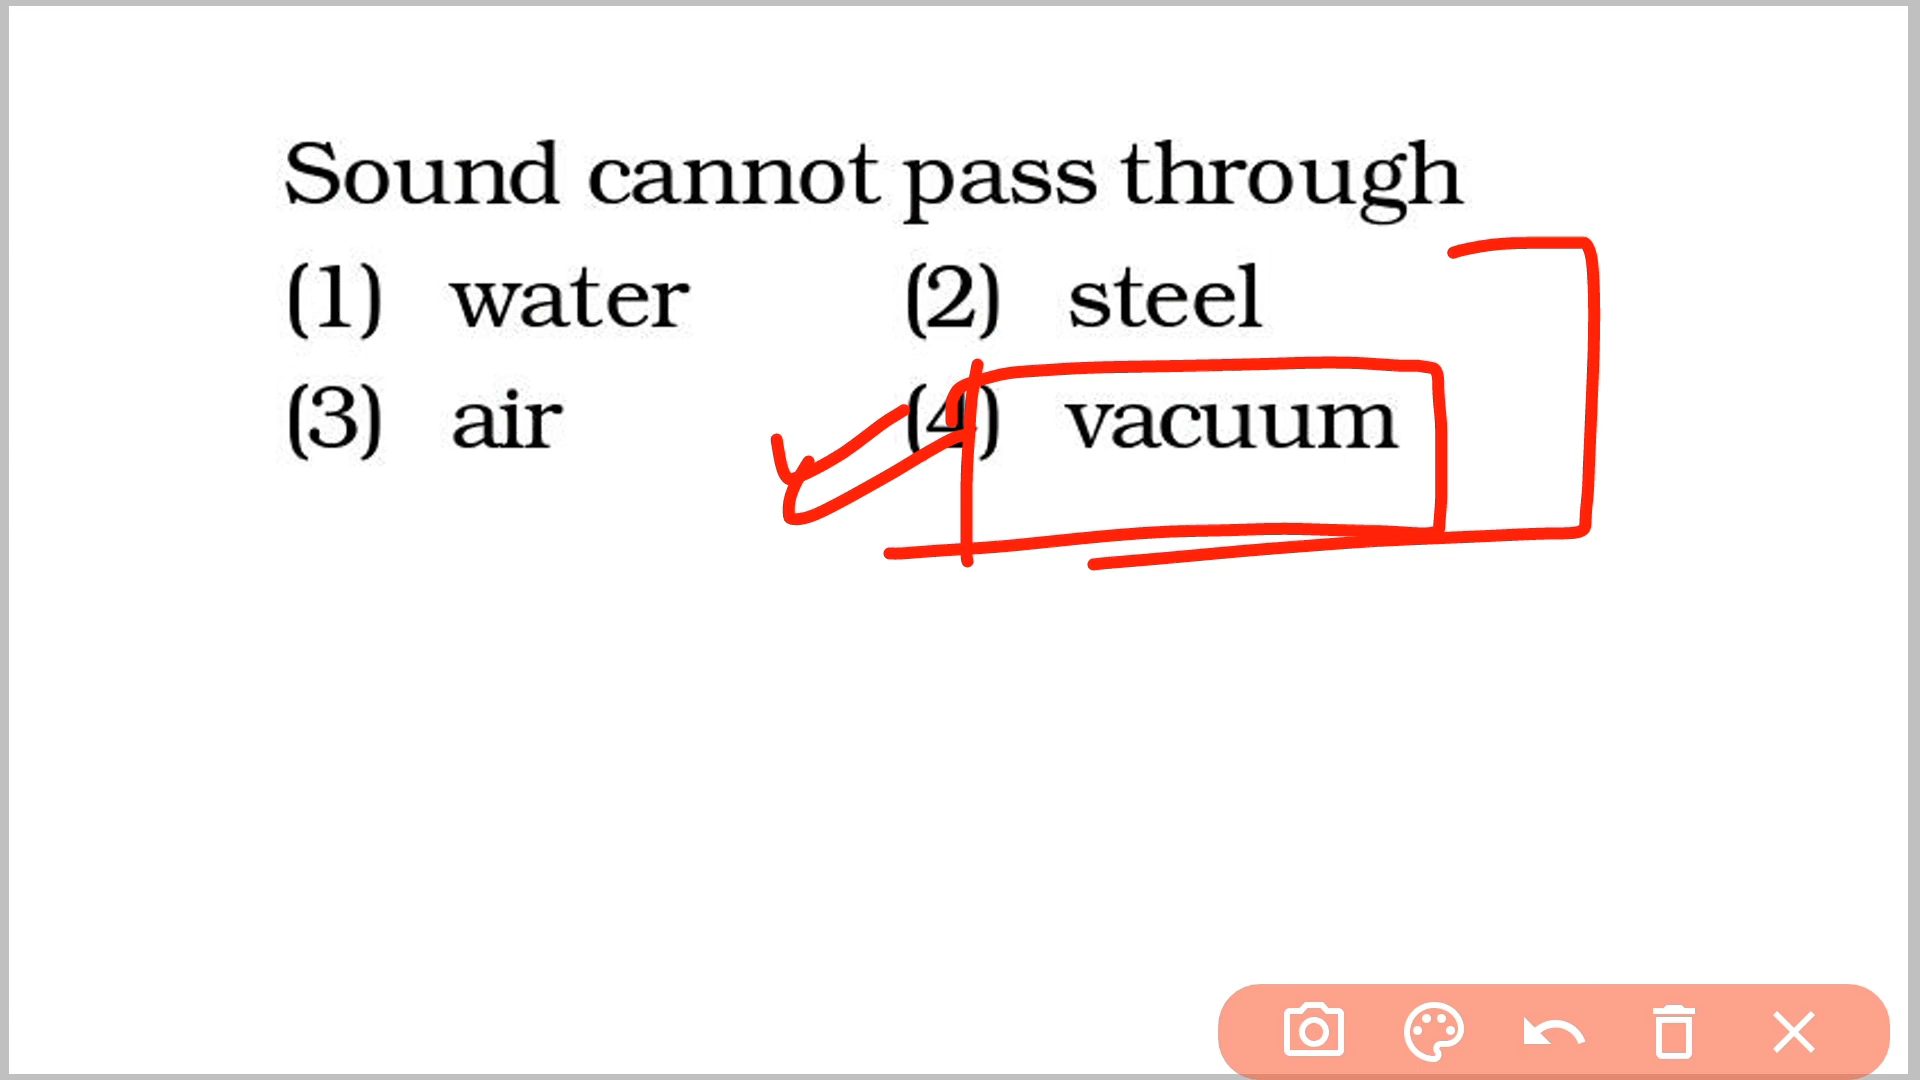 Sound cannot pass through
(1) water (2) steel
(3) air (4) vacuum